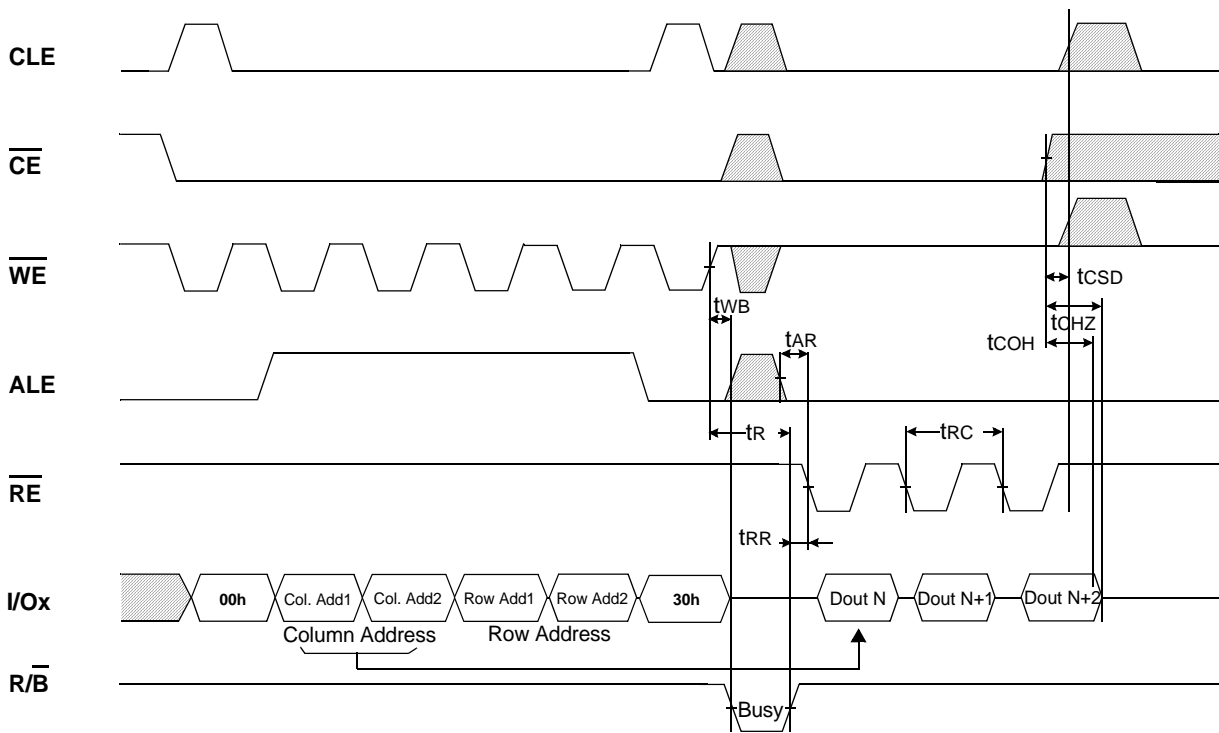 CLE
CE
WE
tCSD
tWB
tCHZ
tAR
tCOH
ALE
tR
tRC
RE
tRR
I/Ox
00h
Col. Add1
Col. Add2
Row Add1
Row Add2
30h
Dout N
Dout N+1
Dout N+2
Column Address
Row Address
R/B
Busy